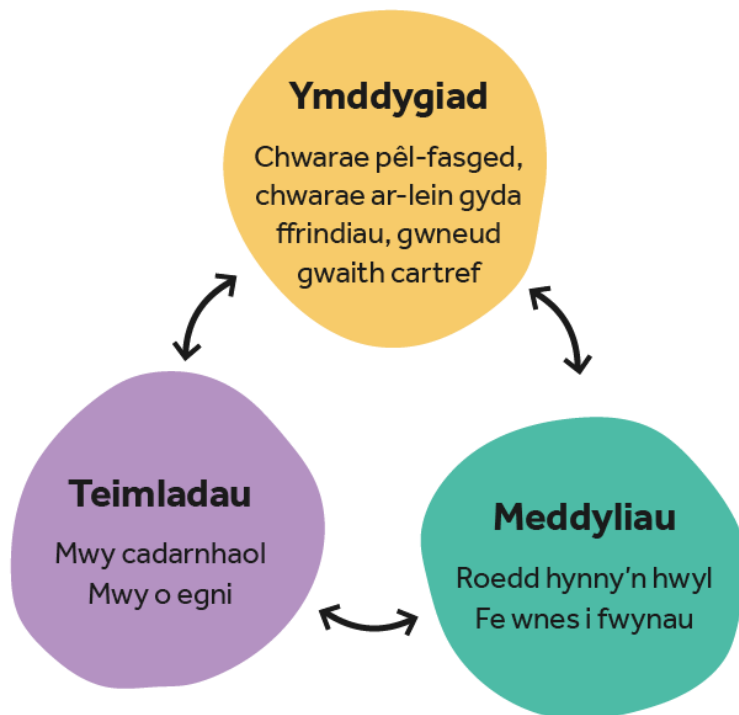 Ymddygiad
Chwarae pêl-fasged,
chwarae ar-lein gyda
ffrindiau, gwneud
gwaith cartref
Teimladau
Mwy cadarnhaol
Mwy o egni
Meddyliau
Roedd hynny’n hwyl
Fe wnes i fwynau